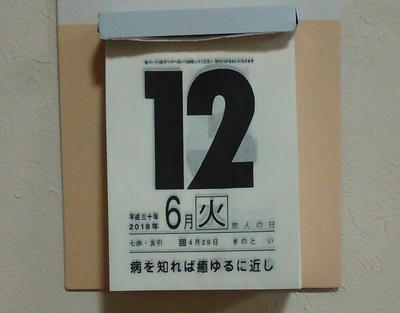 12
平成三十年
2018年
6月 火 恋人の日
七赤・友引 回4月29日 きのとい
病を知れば癒ゆるに近し